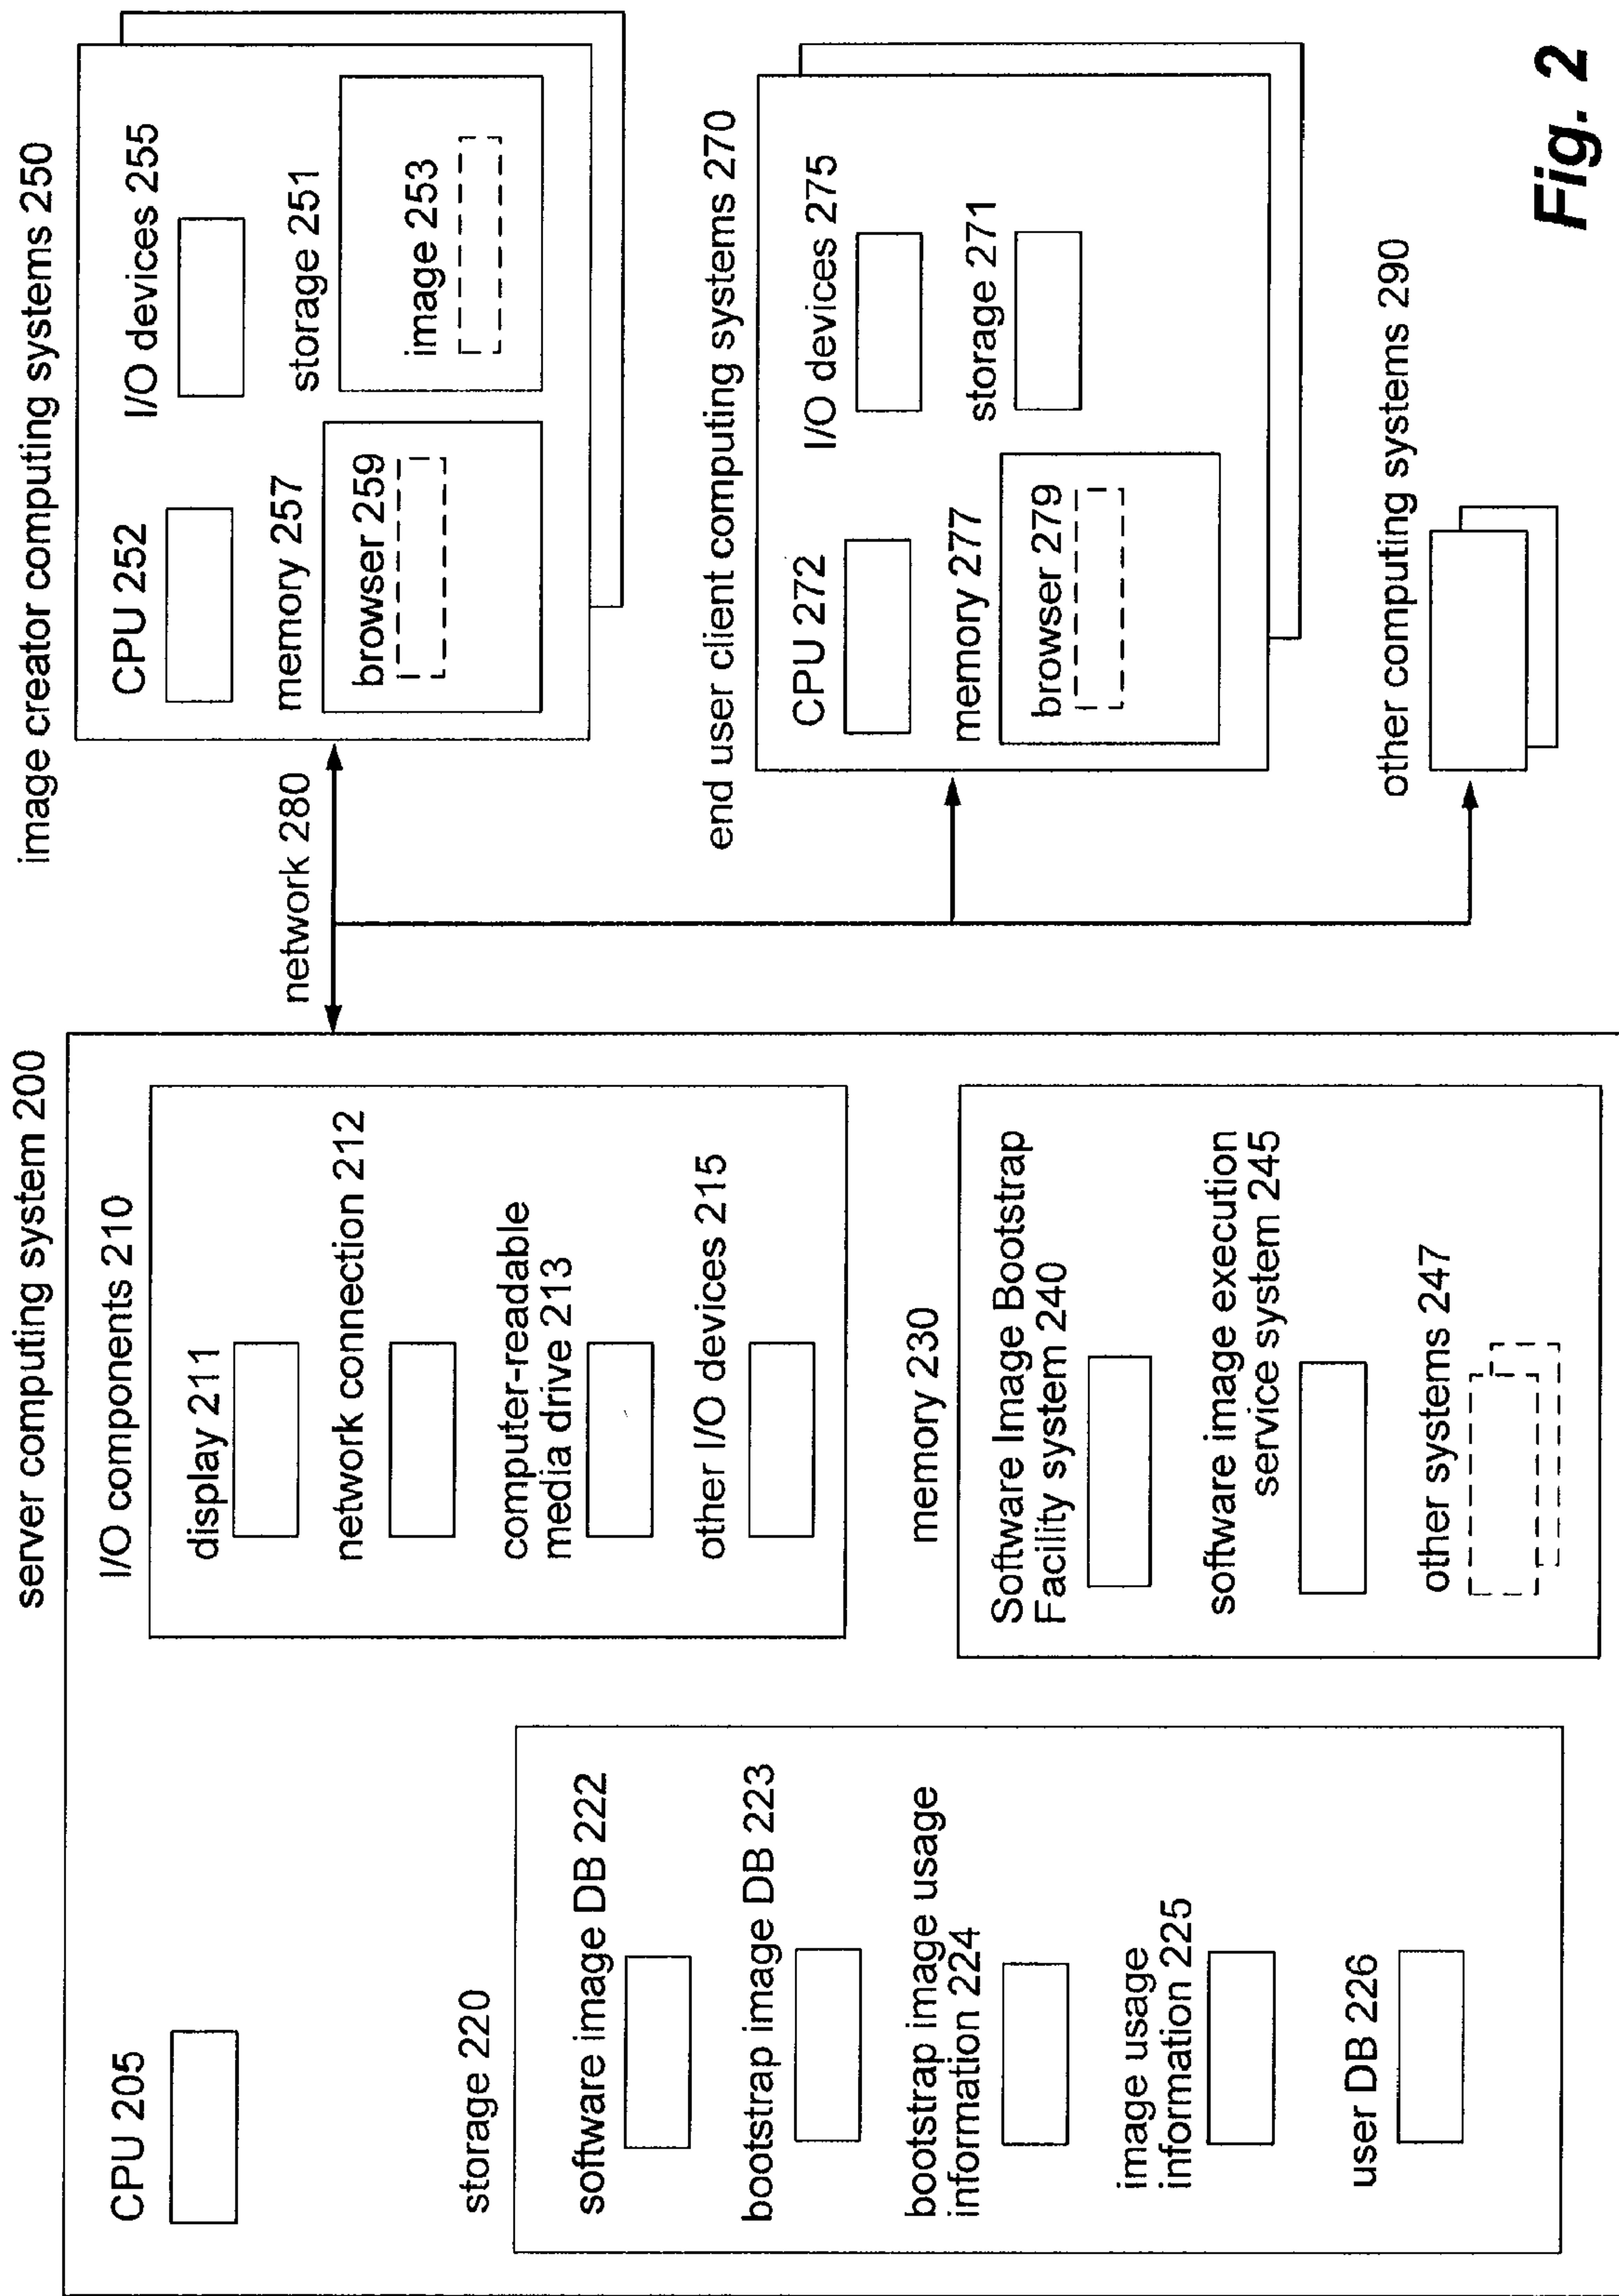 server computing system 200
CPU 205
I/O components 210
display 211
network connection 212
computer-readable
media drive 213
other I/O devices 215
storage 220
software image DB 222
bootstrap image DB 223
bootstrap image usage
information 224
image usage
information 225
user DB 226
memory 230
Software Image Bootstrap
Facility system 240
software image execution
service system 245
other systems 247
network 280
image creator computing systems 250
CPU 252
I/O devices 255
memory 257
browser 259
storage 251
image 253
end user client computing systems 270
CPU 272
I/O devices 275
memory 277
browser 279
storage 271
other computing systems 290
Fig. 2